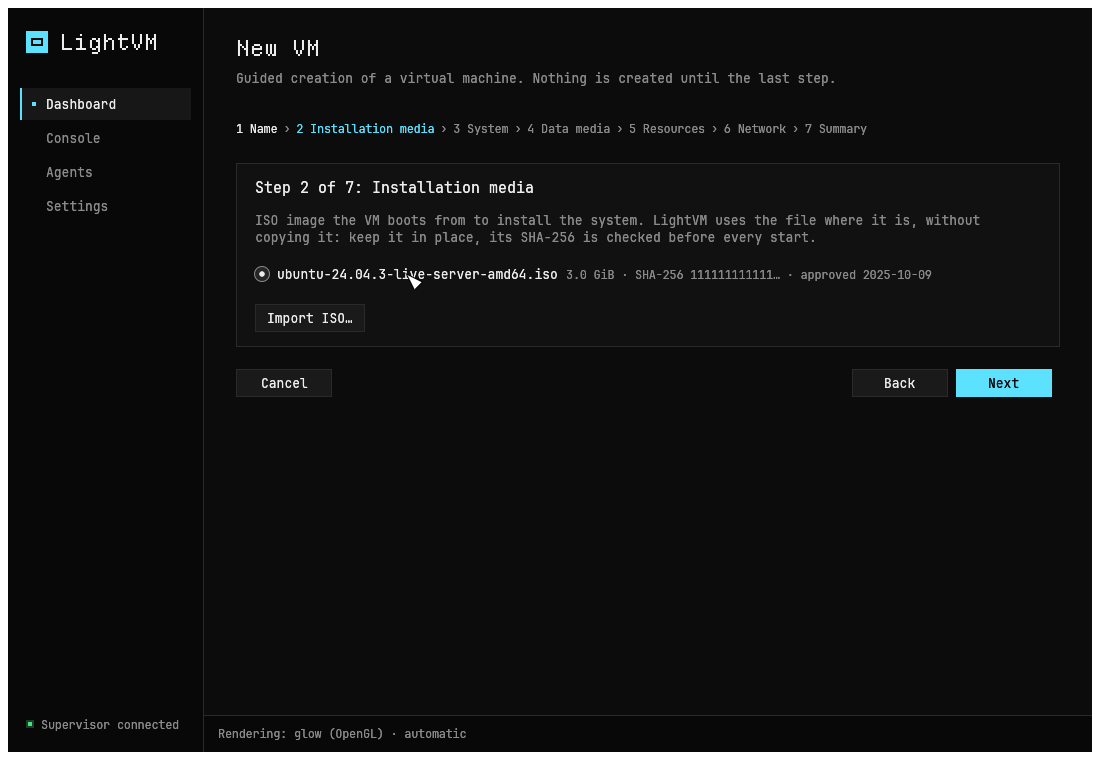 LightVM
Dashboard
Console
Agents
Settings
Supervisor connected
New VM
Guided creation of a virtual machine. Nothing is created until the last step.
1 Name › 2 Installation media › 3 System › 4 Data media › 5 Resources › 6 Network › 7 Summary
Step 2 of 7: Installation media
ISO image the VM boots from to install the system. LightVM uses the file where it is, without
copying it: keep it in place, its SHA-256 is checked before every start.
ubuntu-24.04.3-live-server-amd64.iso 3.0 GiB · SHA-256 111111111111… · approved 2025-10-09
Import ISO…
Cancel
Back
Next
Rendering: glow (OpenGL) · automatic